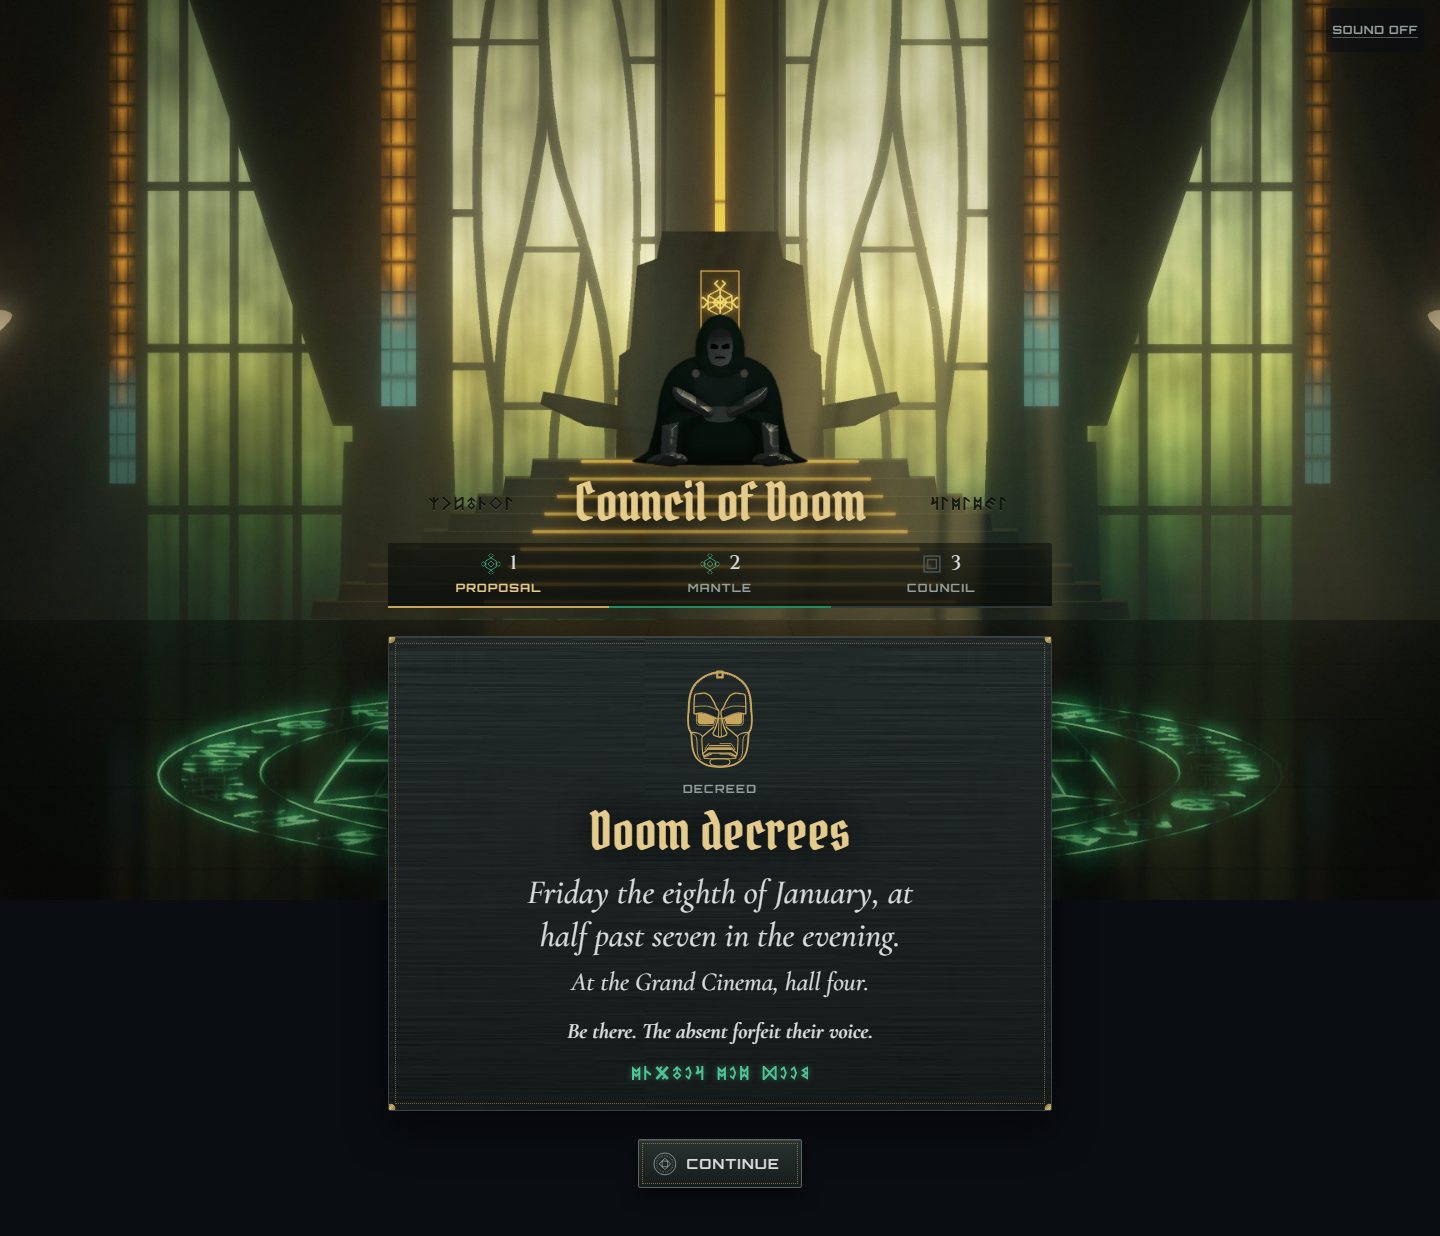 SOUND OFF
Council of Doom
1
PROPOSAL
2
MANTLE
3
COUNCIL
DECREED
Doom decrees
Friday the eighth of January, at
half past seven in the evening.
At the Grand Cinema, hall four.
Be there. The absent forfeit their voice.
CONTINUE